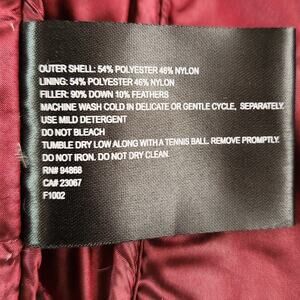 OUTER SHELL: 54% POLYESTER 46% NYLON
LINING: 54% POLYESTER 46% NYLON
FILLER: 90% DOWN 10% FEATHERS
MACHINE WASH COLD IN DELICATE OR GENTLE CYCLE, SEPARATELY.
USE MILD DETERGENT
DO NOT BLEACH
TUMBLE DRY LOW ALONG WITH A TENNIS BALL. REMOVE PROMPTLY.
DO NOT IRON. DO NOT DRY CLEAN.
RN# 94868
CA# 23067
F1002